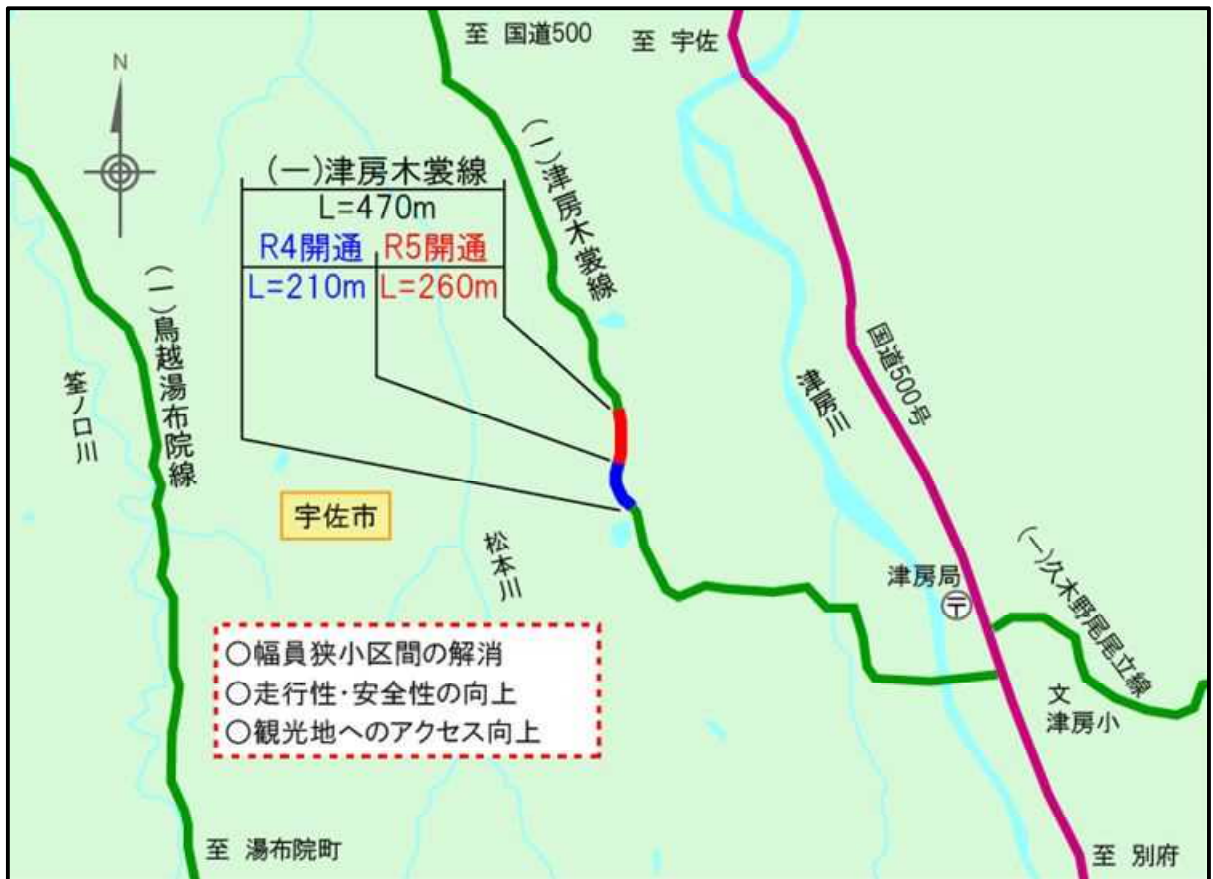 至 国道500
至 宇佐
N
(一)津房木裳線
L=470m
R4開通 R5開通
L=210m L=260m
(一)津房木裳線
(一)鳥越湯布院線
筌ノ口川
国道500号
津房川
宇佐市
松本川
津房局
〒
(一)久木野尾尾立線
文
津房小
〇幅員狭小区間の解消
〇走行性・安全性の向上
〇観光地へのアクセス向上
至 湯布院町
至 別府